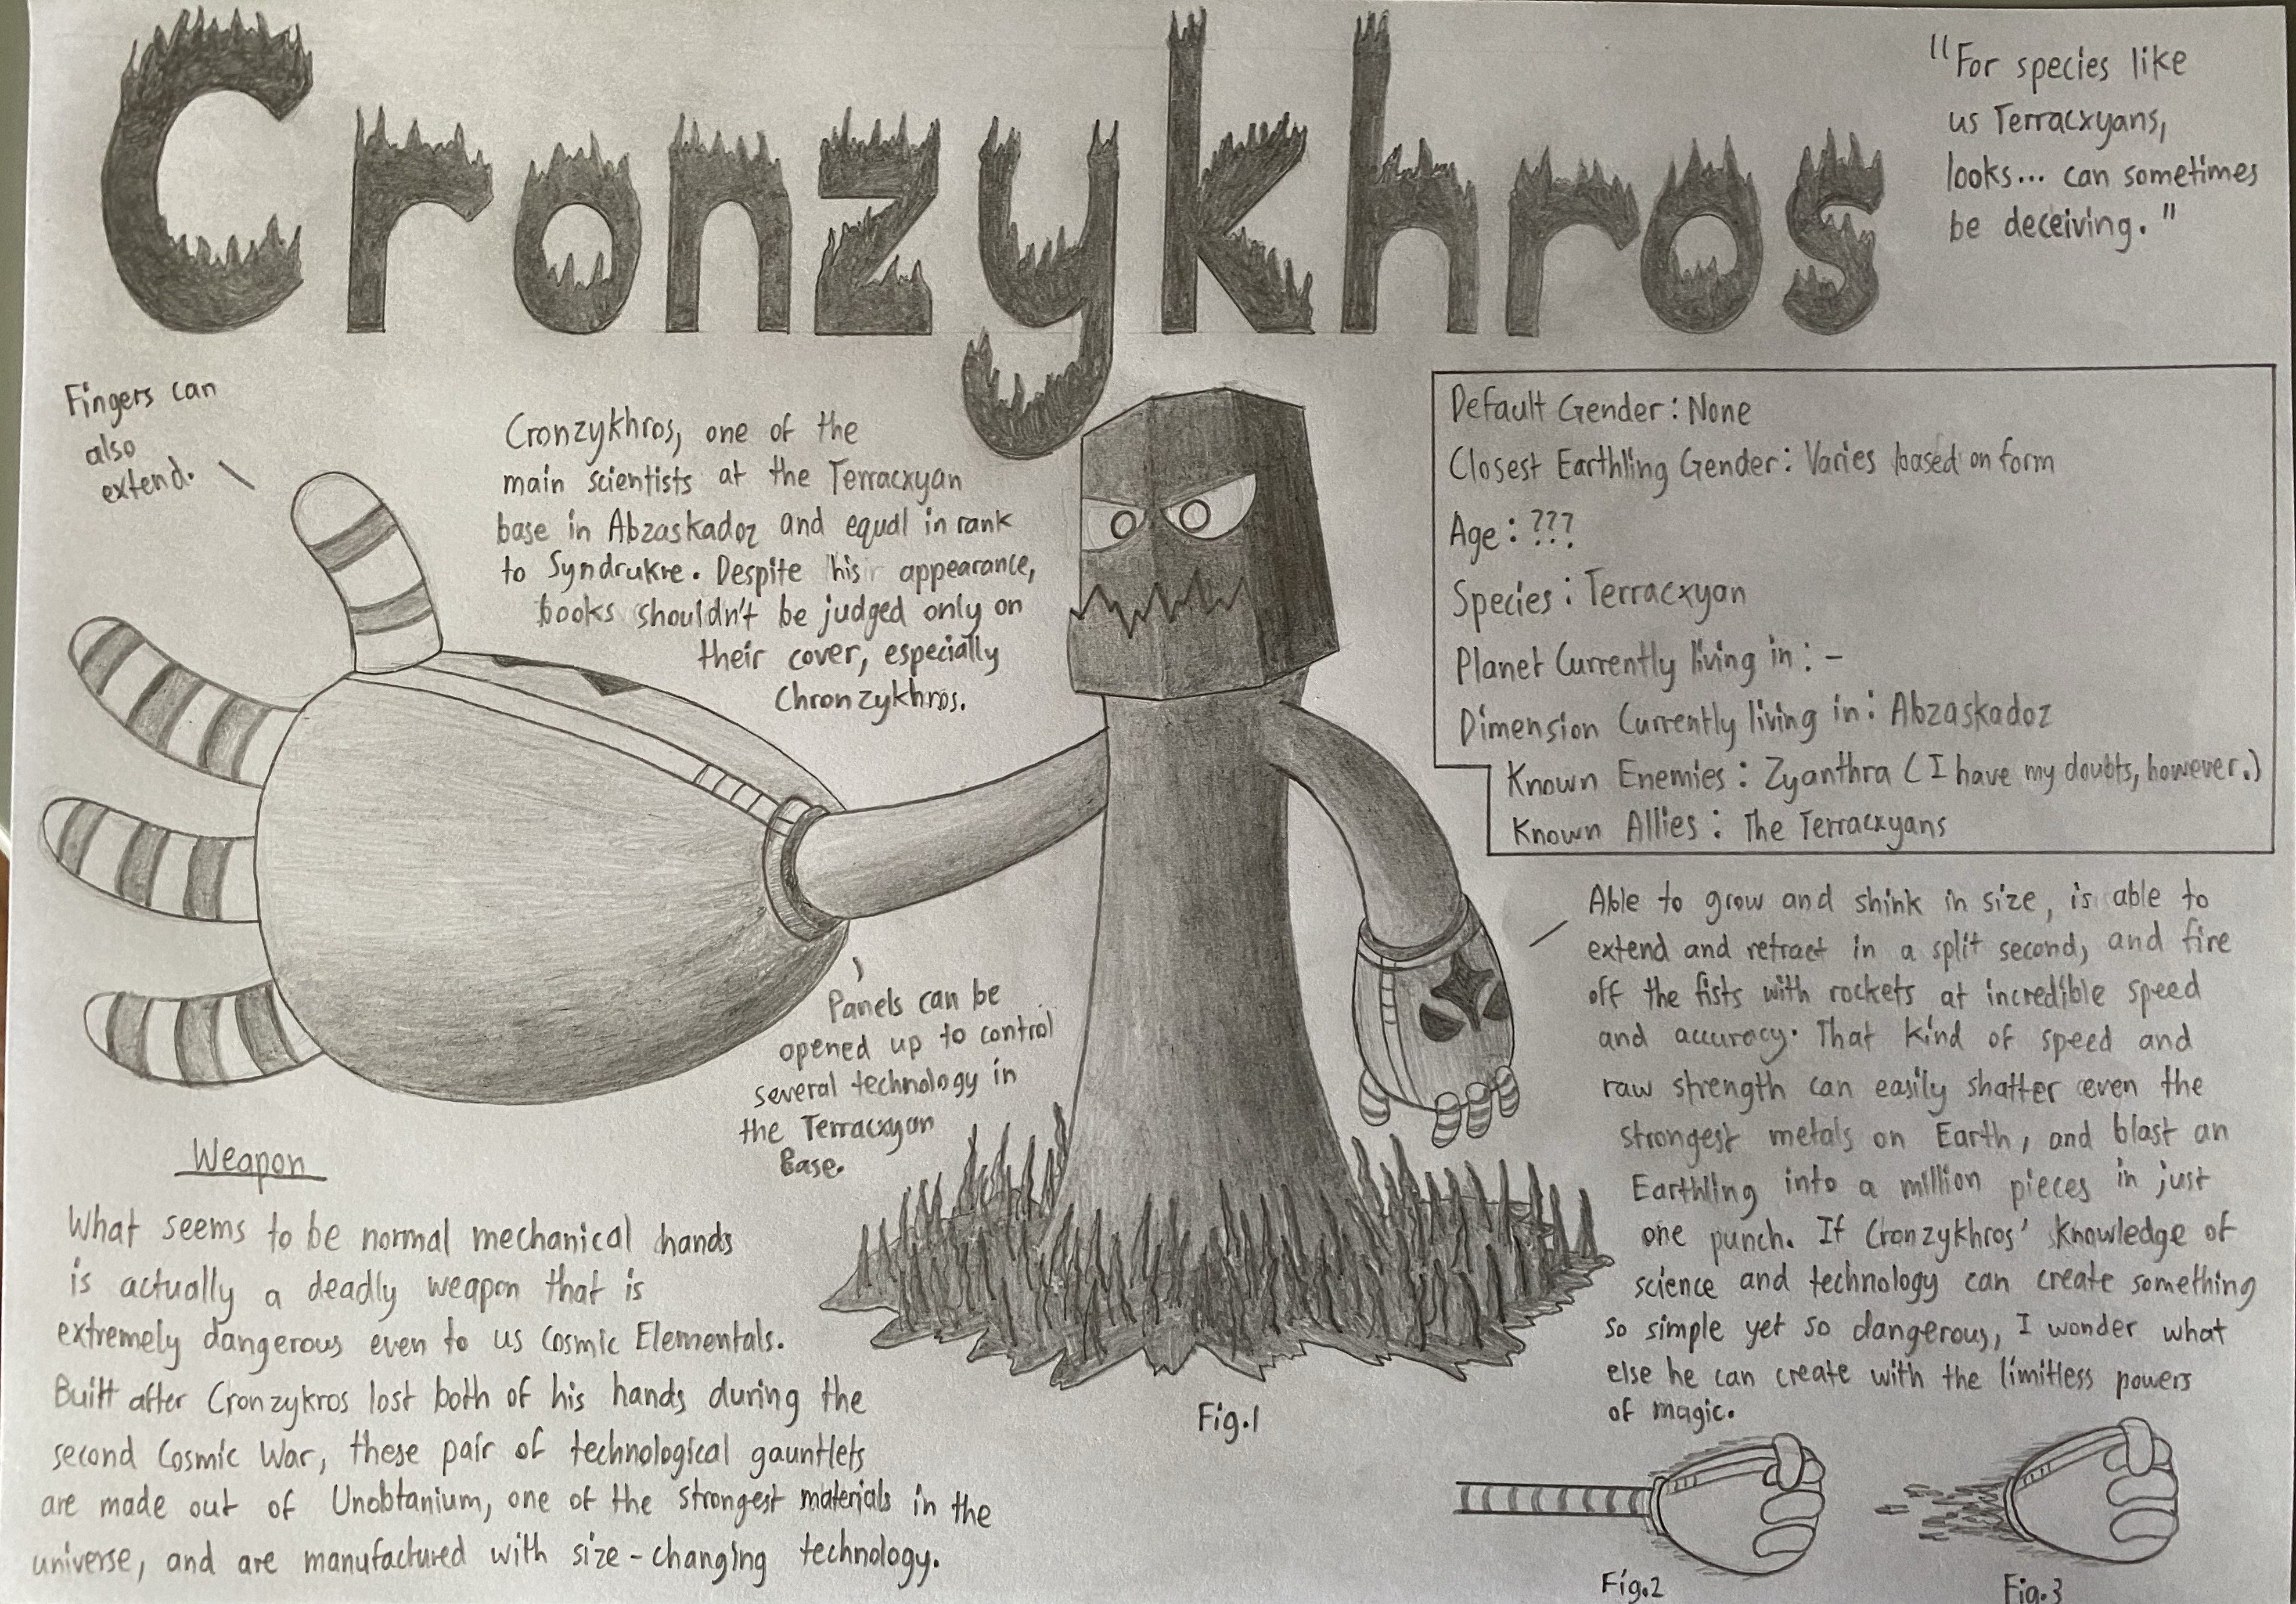 Cronzykhros
"For species like
us Terracxyans,
looks... can sometimes
be deceiving."
Fingers can
also
extend.
Cronzykhros, one of the
main scientists at the Terracxyan
base in Abzaskadoz and equal in rank
to Syndrukre. Despite his appearance,
books shouldn't be judged only on
their cover, especially
Chronzykhros.
Default Gender: None
Closest Earthling Gender: Varies based on form
Age: ???
Species: Terracxyan
Planet Currently living in: -
Dimension Currently living in: Abzaskadoz
Known Enemies: Zyanthra (I have my doubts, however.)
Known Allies: The Terracxyans
Able to grow and shink in size, is able to
extend and retract in a split second, and fire
off the fists with rockets at incredible speed
and accuracy. That kind of speed and
raw strength can easily shatter even the
strongest metals on Earth, and blast an
Earthling into a million pieces in just
one punch. If Cronzykhros' knowledge of
science and technology can create something
so simple yet so dangerous, I wonder what
else he can create with the limitless powers
of magic.
Panels can be
opened up to control
several technology in
the Terracxyan
Base.
Weapon
What seems to be normal mechanical hands
is actually a deadly weapon that is
extremely dangerous even to us Cosmic Elementals.
Built after Cronzykros lost both of his hands during the
second Cosmic War, these pair of technological gauntlets
are made out of Unobtanium, one of the strongest materials in the
universe, and are manufactured with size-changing technology.
Fig.1
Fig.2
Fig.3